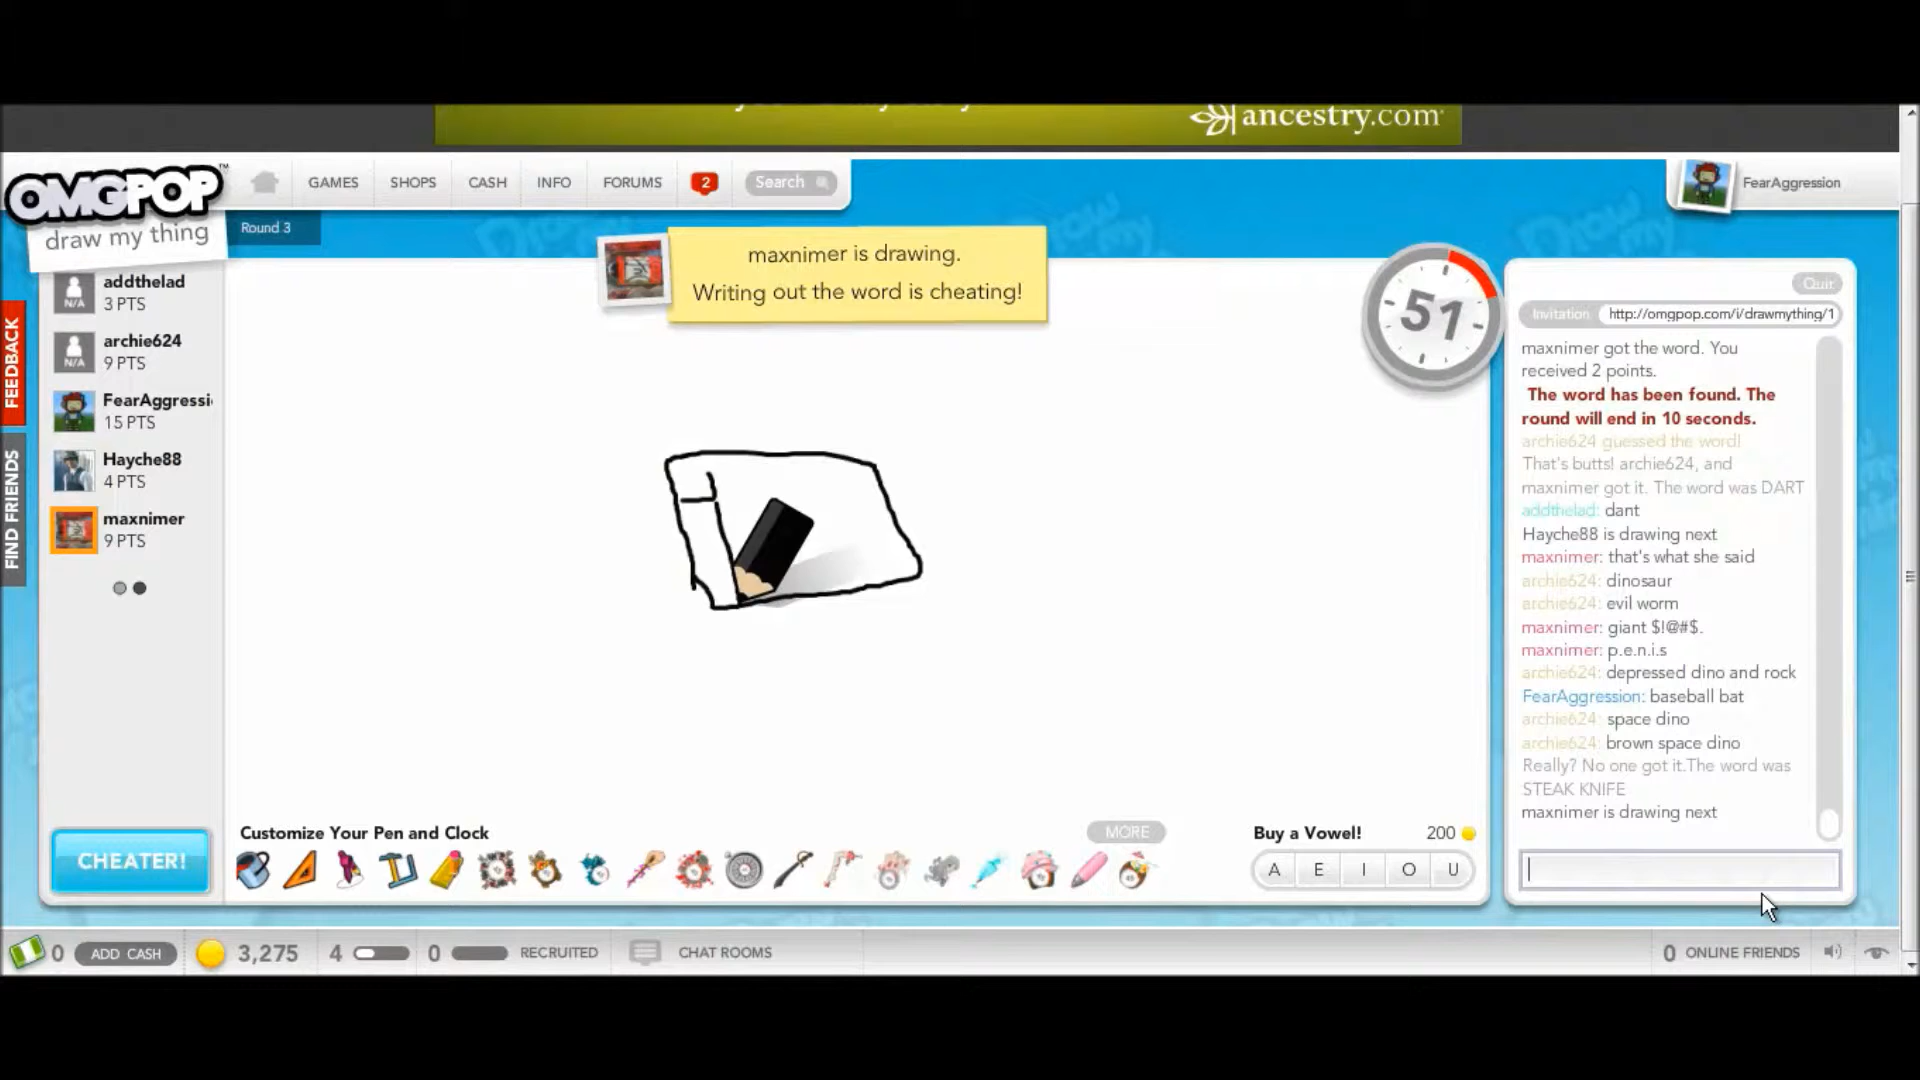 ancestry.com
OMGPOP™
draw my thing
GAMES
SHOPS
CASH
INFO
FORUMS
2
Search
FearAggression
Round 3
maxnimer is drawing.
Writing out the word is cheating!
FEEDBACK
FIND FRIENDS
N/A
addthelad
3 PTS
N/A
archie624
9 PTS
FearAggressi
15 PTS
Hayche88
4 PTS
maxnimer
9 PTS
CHEATER!
51
Quit
Invitation http://omgpop.com/i/drawmything/1
maxnimer got the word. You
received 2 points.
The word has been found. The
round will end in 10 seconds.
archie624 guessed the word!
That's butts! archie624, and
maxnimer got it. The word was DART
addthelad: dant
Hayche88 is drawing next
maxnimer: that's what she said
archie624: dinosaur
archie624: evil worm
maxnimer: giant $!@#$.
maxnimer: p.e.n.i.s
archie624: depressed dino and rock
FearAggression: baseball bat
archie624: space dino
archie624: brown space dino
Really? No one got it.The word was
STEAK KNIFE
maxnimer is drawing next
Customize Your Pen and Clock
MORE
Buy a Vowel! 200
A E I O U
0 ADD CASH 3,275 4 0 RECRUITED CHAT ROOMS 0 ONLINE FRIENDS